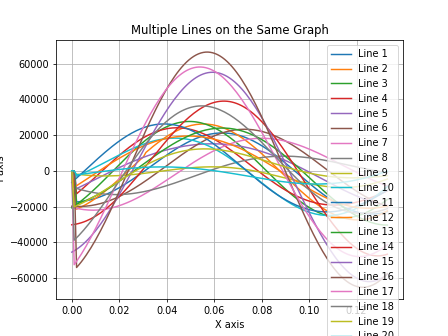 Multiple Lines on the Same Graph
60000
40000
20000
0
−20000
−40000
−60000
0.00
0.02
0.04
0.06
0.08
0.10
X axis
Line 1
Line 2
Line 3
Line 4
Line 5
Line 6
Line 7
Line 8
Line 9
Line 10
Line 11
Line 12
Line 13
Line 14
Line 15
Line 16
Line 17
Line 18
Line 19
Line 20